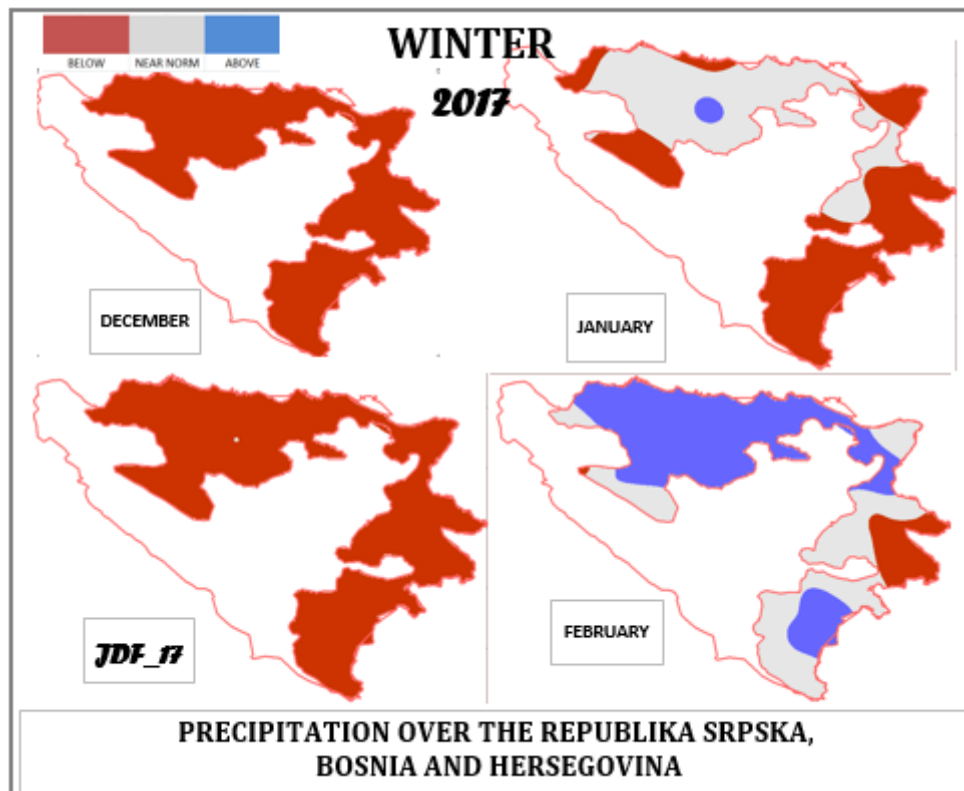 BELOW NEAR NORM ABOVE
WINTER
2017
DECEMBER
JANUARY
JDF_17
FEBRUARY
PRECIPITATION OVER THE REPUBLIKA SRPSKA,
BOSNIA AND HERSEGOVINA